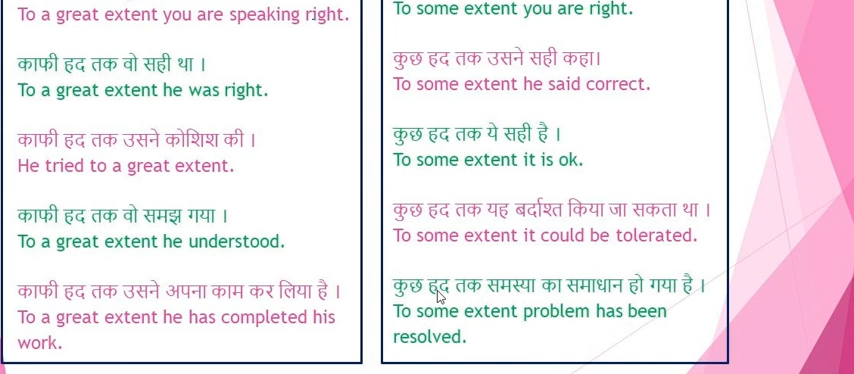 To a great extent you are speaking right.
काफी हद तक वो सही था ।
To a great extent he was right.
काफी हद तक उसने कोशिश की ।
He tried to a great extent.
काफी हद तक वो समझ गया ।
To a great extent he understood.
काफी हद तक उसने अपना काम कर लिया है ।
To a great extent he has completed his
work.
To some extent you are right.
कुछ हद तक उसने सही कहा।
To some extent he said correct.
कुछ हद तक ये सही है ।
To some extent it is ok.
कुछ हद तक यह बर्दाश्त किया जा सकता था ।
To some extent it could be tolerated.
कुछ हद तक समस्या का समाधान हो गया है ।
To some extent problem has been
resolved.